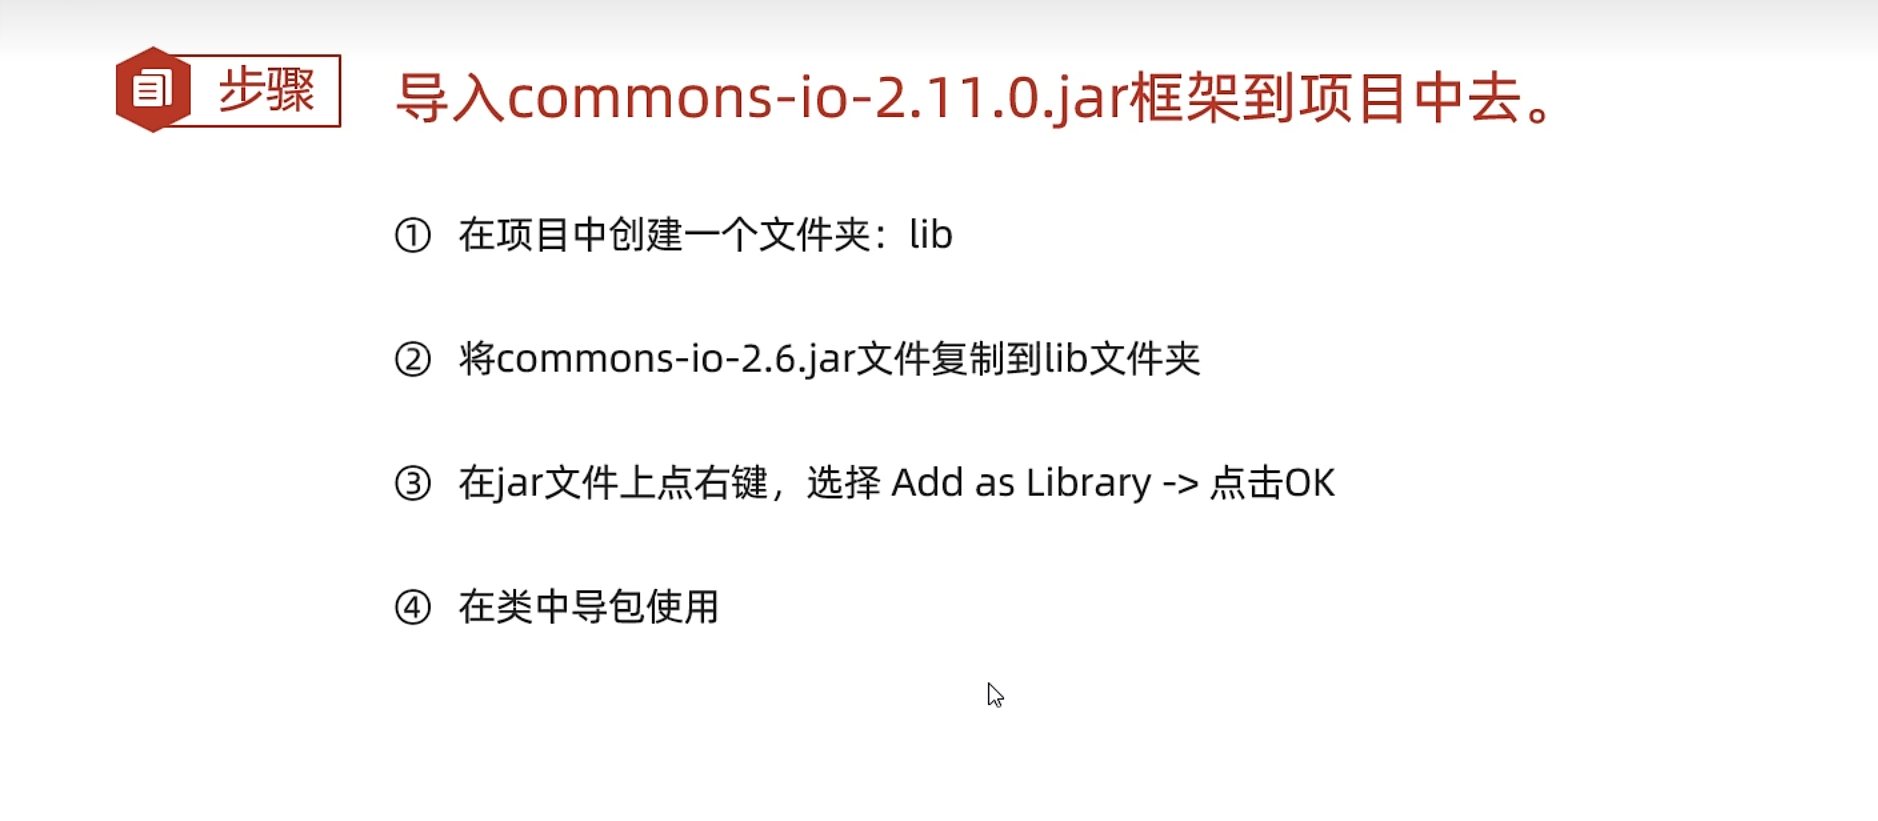 步骤
导入commons-io-2.11.0.jar框架到项目中去。
① 在项目中创建一个文件夹：lib
② 将commons-io-2.6.jar文件复制到lib文件夹
③ 在jar文件上点右键，选择 Add as Library -> 点击OK
④ 在类中导包使用